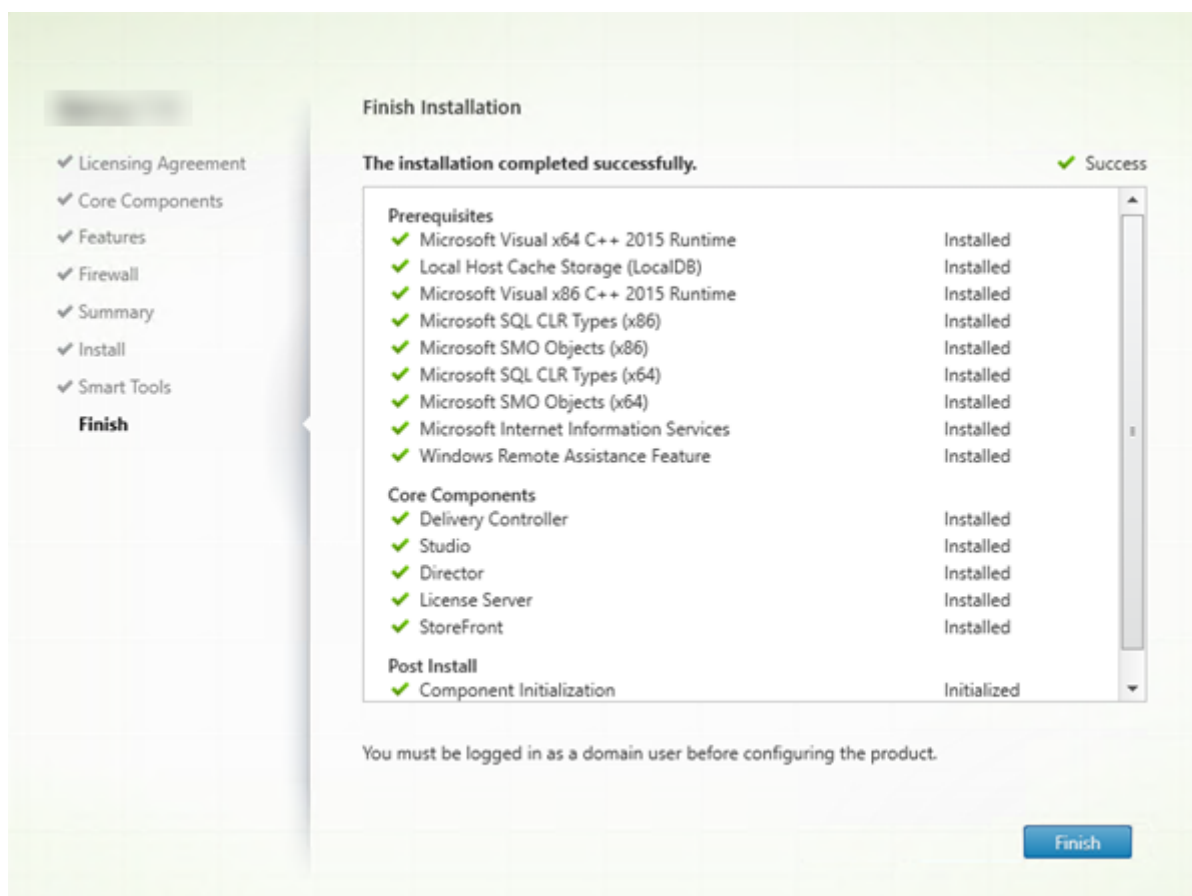 Finish Installation
Licensing Agreement
Core Components
Features
Firewall
Summary
Install
Smart Tools
Finish
The installation completed successfully. Success
Prerequisites
Microsoft Visual x64 C++ 2015 Runtime Installed
Local Host Cache Storage (LocalDB) Installed
Microsoft Visual x86 C++ 2015 Runtime Installed
Microsoft SQL CLR Types (x86) Installed
Microsoft SMO Objects (x86) Installed
Microsoft SQL CLR Types (x64) Installed
Microsoft SMO Objects (x64) Installed
Microsoft Internet Information Services Installed
Windows Remote Assistance Feature Installed
Core Components
Delivery Controller Installed
Studio Installed
Director Installed
License Server Installed
StoreFront Installed
Post Install
Component Initialization Initialized
You must be logged in as a domain user before configuring the product.
Finish